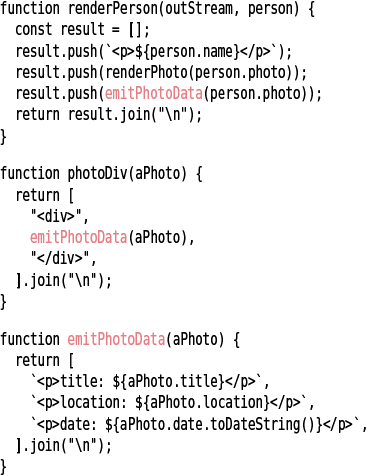 function renderPerson(outStream, person) {
  const result = [];
  result.push(`<p>${person.name}</p>`);
  result.push(renderPhoto(person.photo));
  result.push(emitPhotoData(person.photo));
  return result.join("\n");
}

function photoDiv(aPhoto) {
  return [
    "<div>",
    emitPhotoData(aPhoto),
    "</div>",
  ].join("\n");
}

function emitPhotoData(aPhoto) {
  return [
    `<p>title: ${aPhoto.title}</p>`,
    `<p>location: ${aPhoto.location}</p>`,
    `<p>date: ${aPhoto.date.toDateString()}</p>`,
  ].join("\n");
}